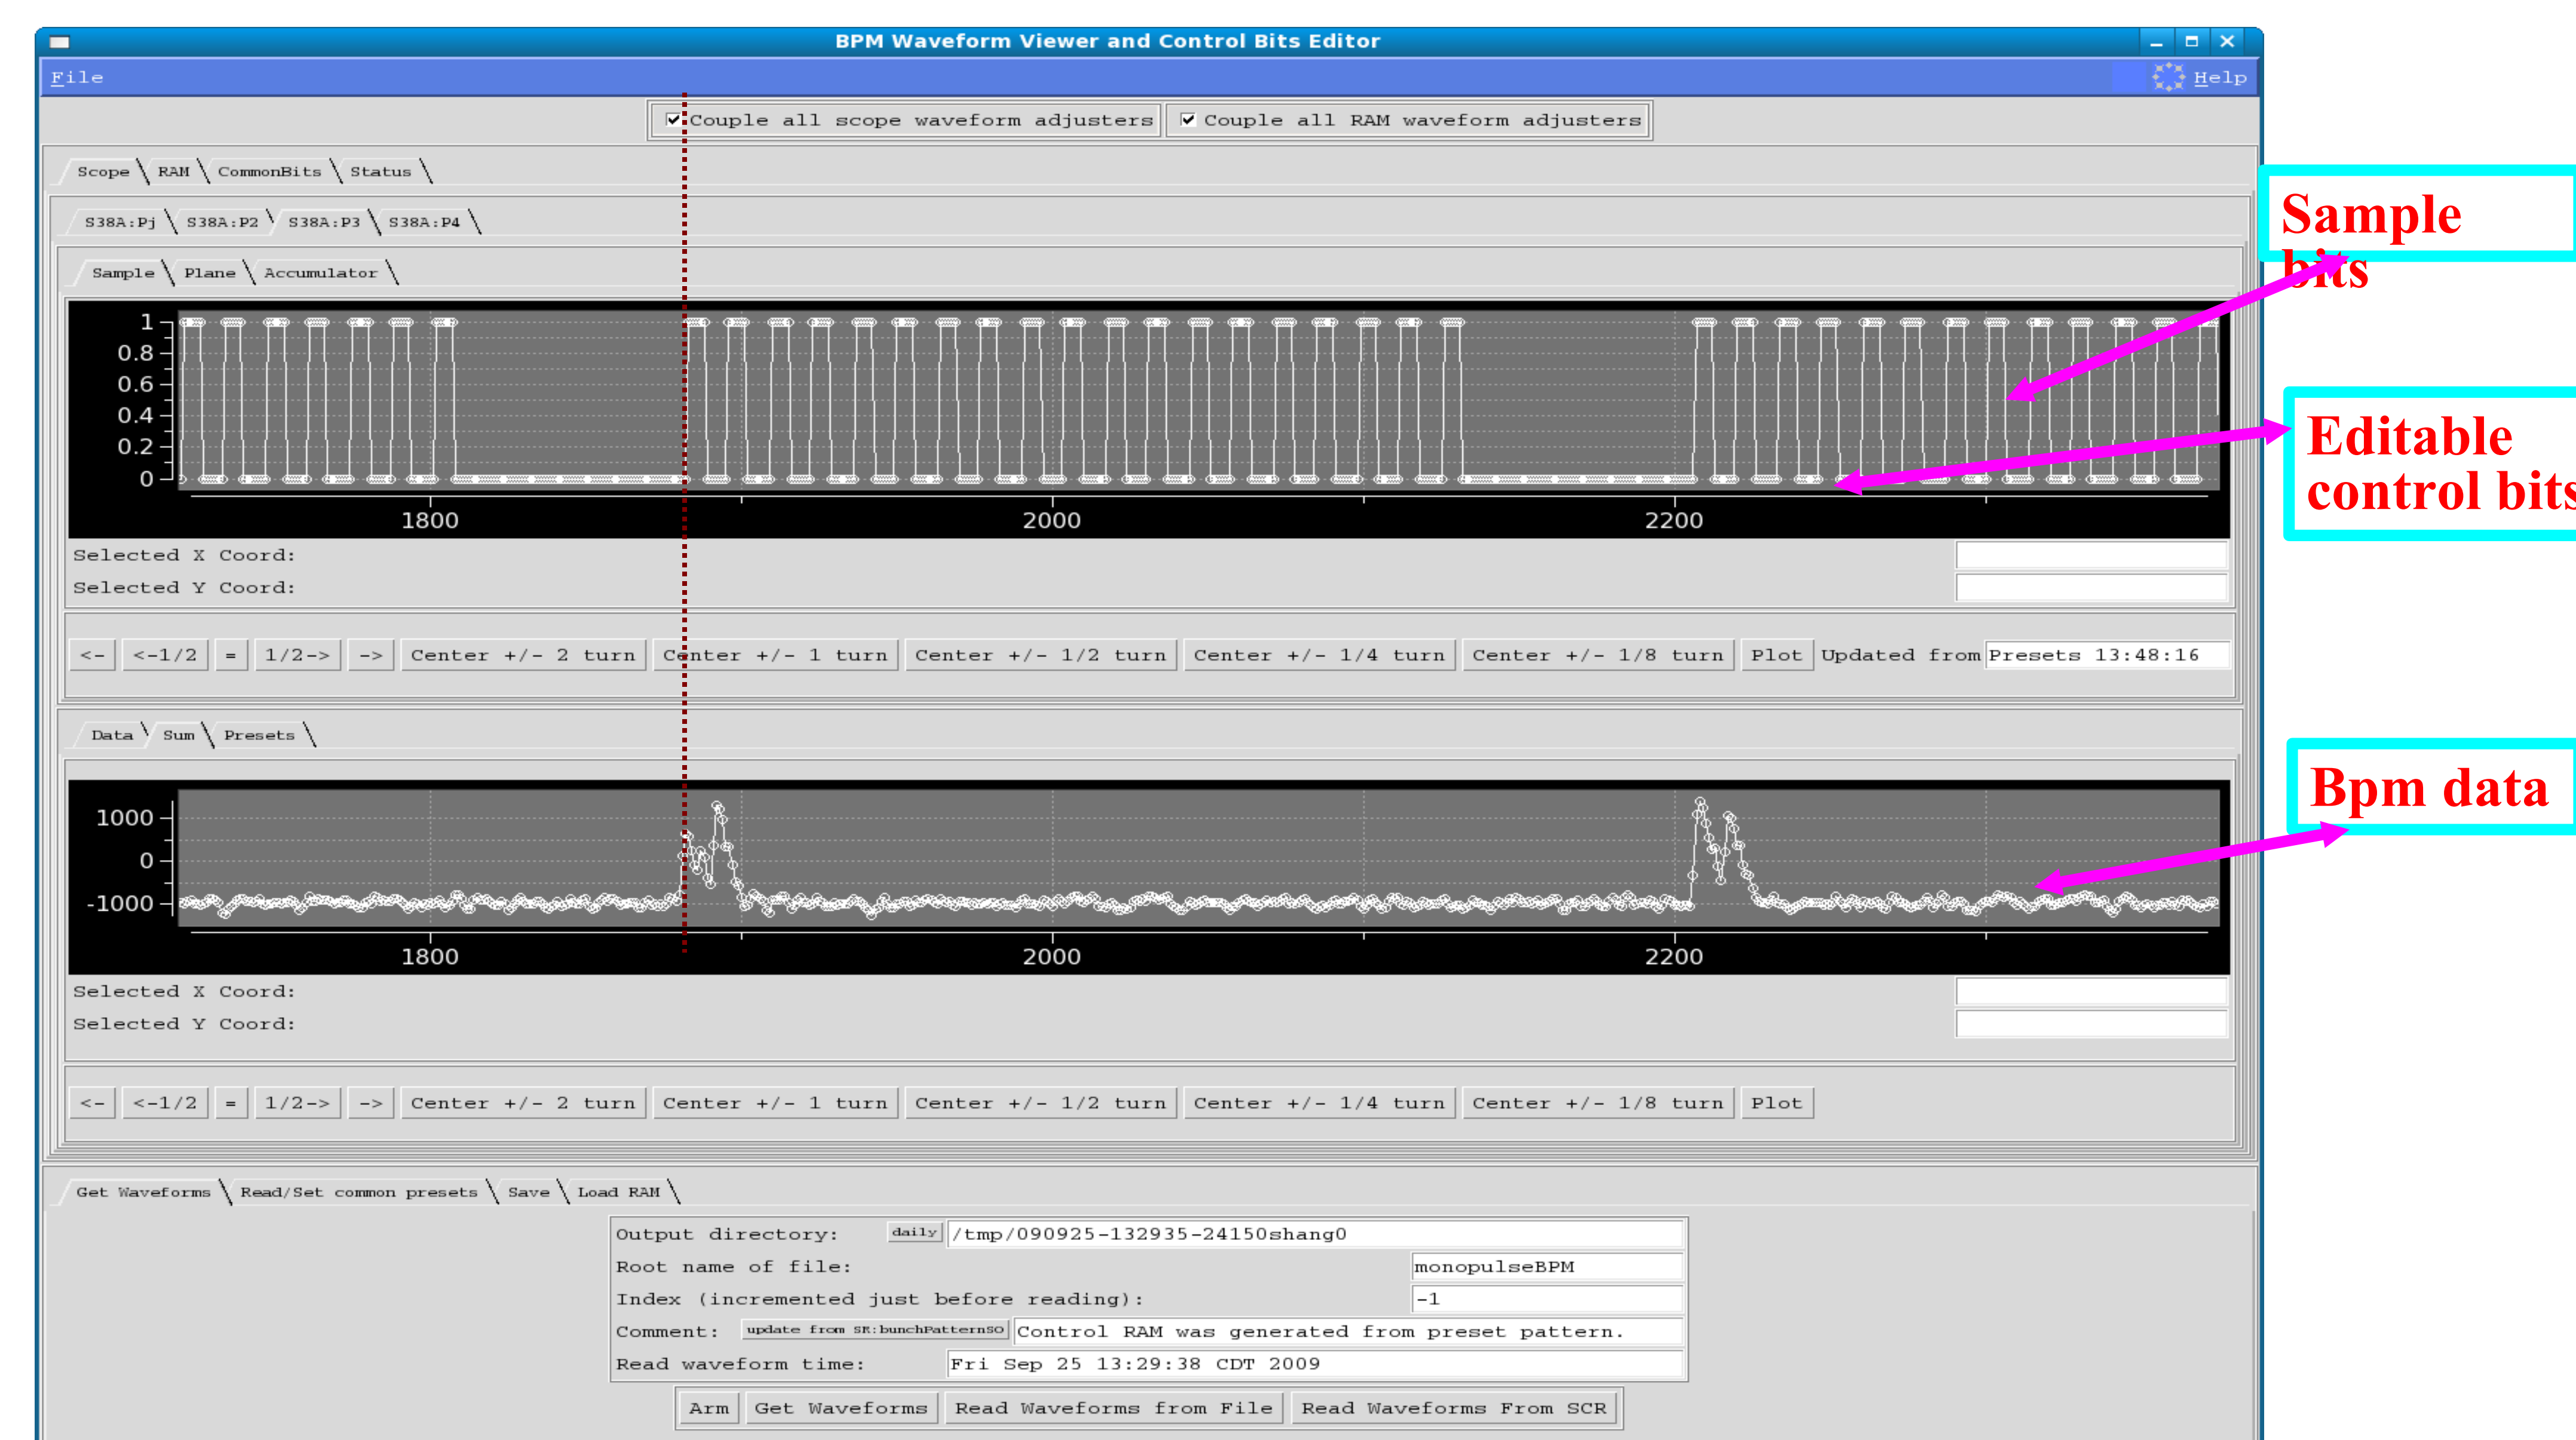 BPM Waveform Viewer and Control Bits Editor
File Help
Couple all scope waveform adjusters Couple all RAM waveform adjusters
Scope RAM CommonBits Status
S38A:Pj S38A:P2 S38A:P3 S38A:P4
Sample Plane Accumulator
1
0.8
0.6
0.4
0.2
0
1800 2000 2200
Selected X Coord:
Selected Y Coord:
<- <-1/2 = 1/2-> -> Center +/- 2 turn Center +/- 1 turn Center +/- 1/2 turn Center +/- 1/4 turn Center +/- 1/8 turn Plot Updated from Presets 13:48:16
Data Sum Presets
1000
0
-1000
1800 2000 2200
Selected X Coord:
Selected Y Coord:
<- <-1/2 = 1/2-> -> Center +/- 2 turn Center +/- 1 turn Center +/- 1/2 turn Center +/- 1/4 turn Center +/- 1/8 turn Plot
Get Waveforms Read/Set common presets Save Load RAM
Output directory: daily /tmp/090925-132935-24150shang0
Root name of file: monopulseBPM
Index (incremented just before reading): -1
Comment: update from SR:bunchPatternSO Control RAM was generated from preset pattern.
Read waveform time: Fri Sep 25 13:29:38 CDT 2009
Arm Get Waveforms Read Waveforms from File Read Waveforms From SCR
Sample
bits
Editable
control bits
Bpm data